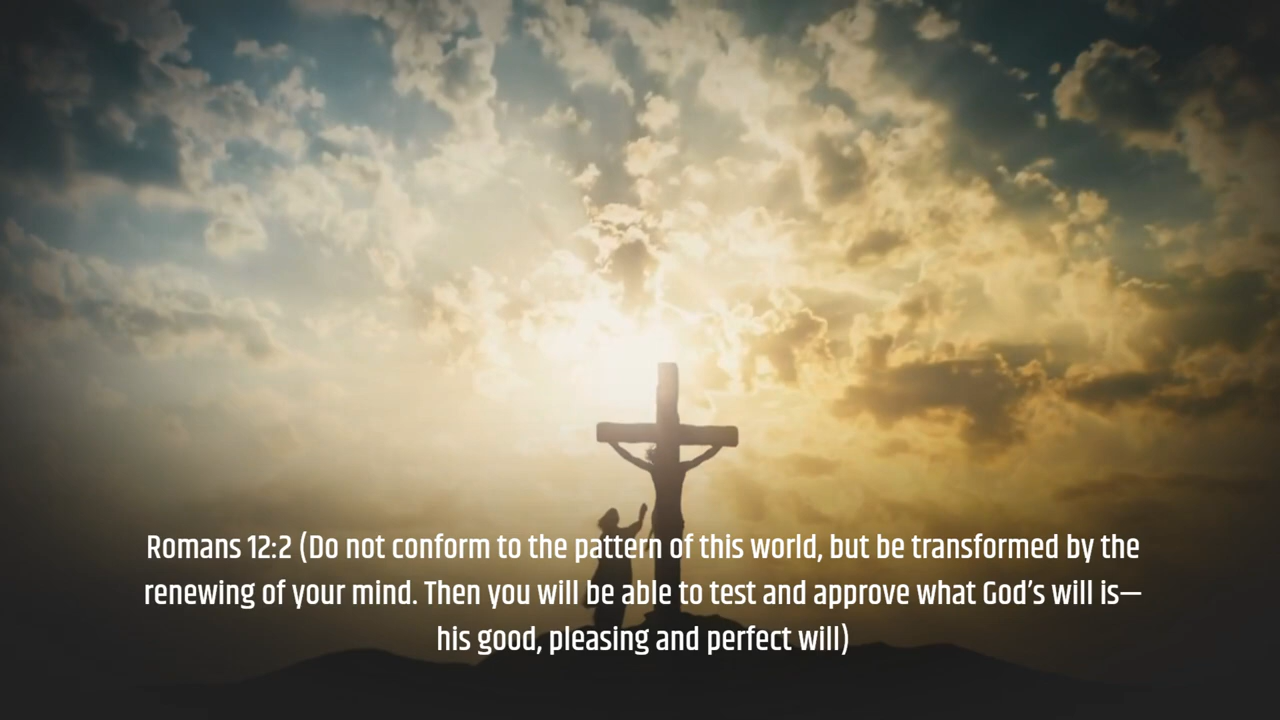 Romans 12:2 (Do not conform to the pattern of this world, but be transformed by the
renewing of your mind. Then you will be able to test and approve what God’s will is—
his good, pleasing and perfect will)